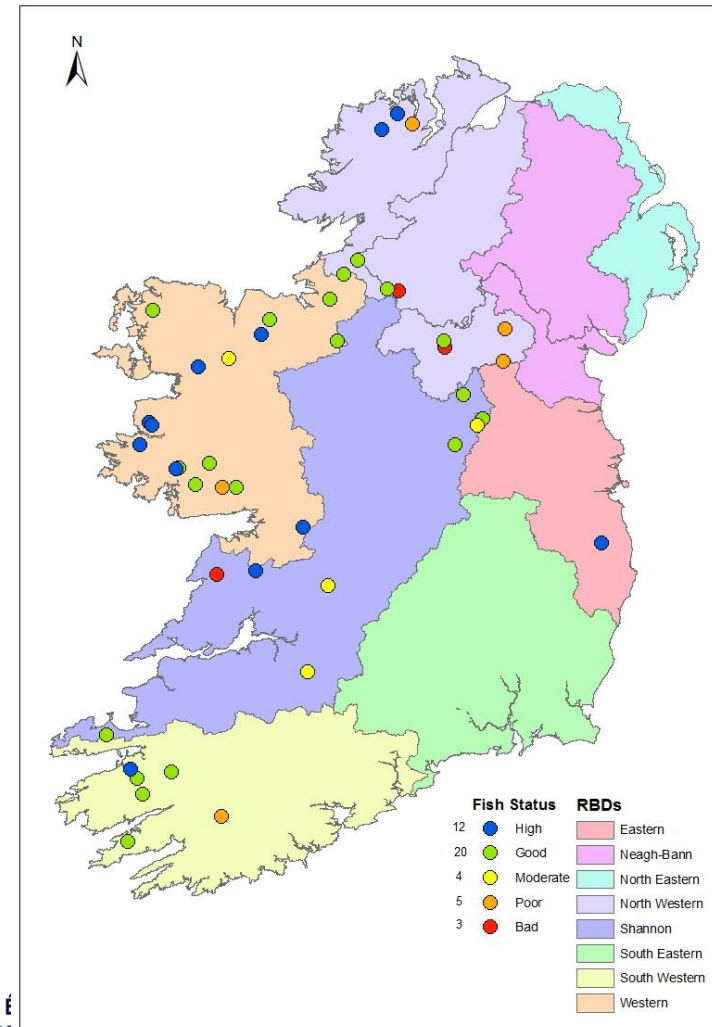 N
Fish Status RBDs
12 High Eastern
20 Good Neagh-Bann
4 Moderate North Eastern
5 Poor North Western
3 Bad Shannon
South Eastern
South Western
Western